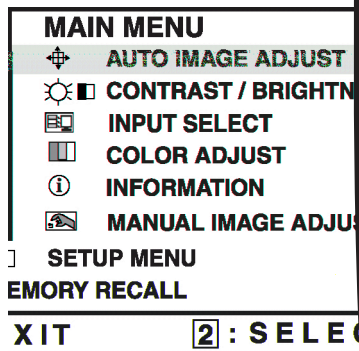 MAIN MENU
AUTO IMAGE ADJUST
CONTRAST / BRIGHTN
INPUT SELECT
COLOR ADJUST
INFORMATION
MANUAL IMAGE ADJUS
SETUP MENU
EMORY RECALL
XIT 2 : SELEC